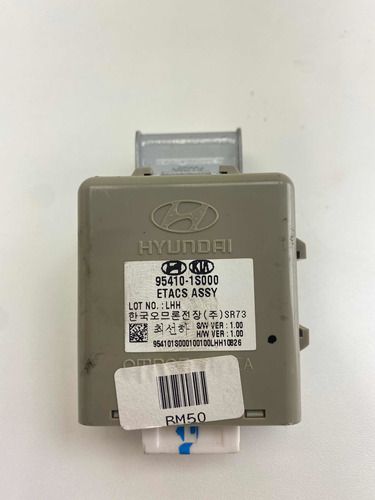 HYUNDAI
KIA
95410-1S000
ETACS ASSY
LOT NO. : LHH
한국오므론전장(주) SR73
최선하
S/W VER : 1.00
H/W VER : 1.00
954101S000100100LHH10826
RM50